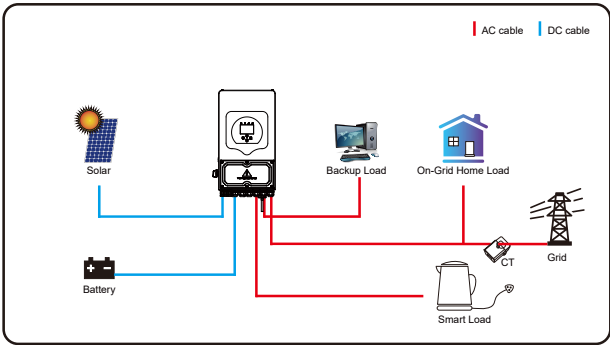 AC cable
DC cable
Solar
Backup Load
On-Grid Home Load
CT
Grid
Battery
Smart Load